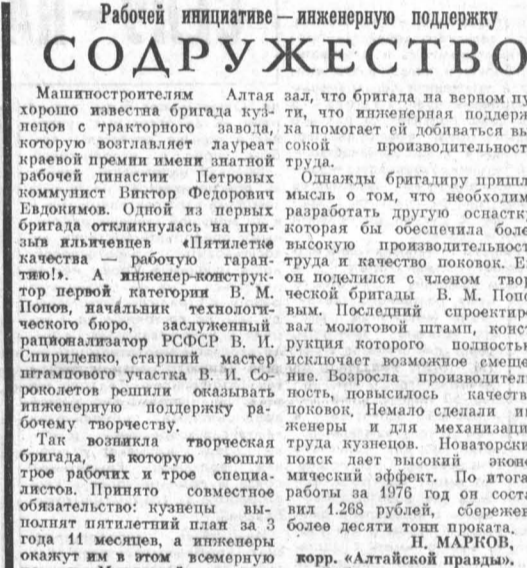 Рабочей инициативе — инженерную поддержку
СОДРУЖЕСТВО
Машиностроителям Алтая
хорошо известна бригада куз-
нецов с тракторного завода,
которую возглавляет лауреат
краевой премии имени знатной
рабочей династии Петровых
коммунист Виктор Федорович
Евдокимов. Одной из первых
бригада откликнулась на при-
зыв ильичевцев «Пятилетке
качества — рабочую гаран-
тию!». А инженер-конструк-
тор первой категории В. М.
Попов, начальник технологи-
ческого бюро, заслуженный
рационализатор РСФСР В. И.
Спириденко, старший мастер
штампового участка В. И. Со-
роколетов решили оказывать
инженерную поддержку ра-
бочему творчеству.
Так возникла творческая
бригада, в которую вошли
трое рабочих и трое специа-
листов. Принято совместное
обязательство: кузнецы вы-
полнят пятилетний план за 3
года 11 месяцев, а инженеры
окажут им в этом всемерную
зал, что бригада на верном пу
ти, что инженерная поддерж
ка помогает ей добиваться вы
сокой производительност
труда.
Однажды бригадиру пришл
мысль о том, что необходим
разработать другую оснастк
которая бы обеспечила боле
высокую производительност
труда и качество поковок. Е
он поделился с членом твор
ческой бригады В. М. Поп
вым. Последний спроектир
вал молотовой штамп, конс
рукция которого полность
исключает возможное смеще
ние. Возросла производител
ность, повысилось качеств
поковок. Немало сделали и
женеры и для механизаци
труда кузнецов. Новаторски
поиск дает высокий эконо
мический эффект. По итога
работы за 1976 год он соста
вил 1.268 рублей, сбережен
более десяти тонн проката.
Н. МАРКОВ,
корр. «Алтайской правды».